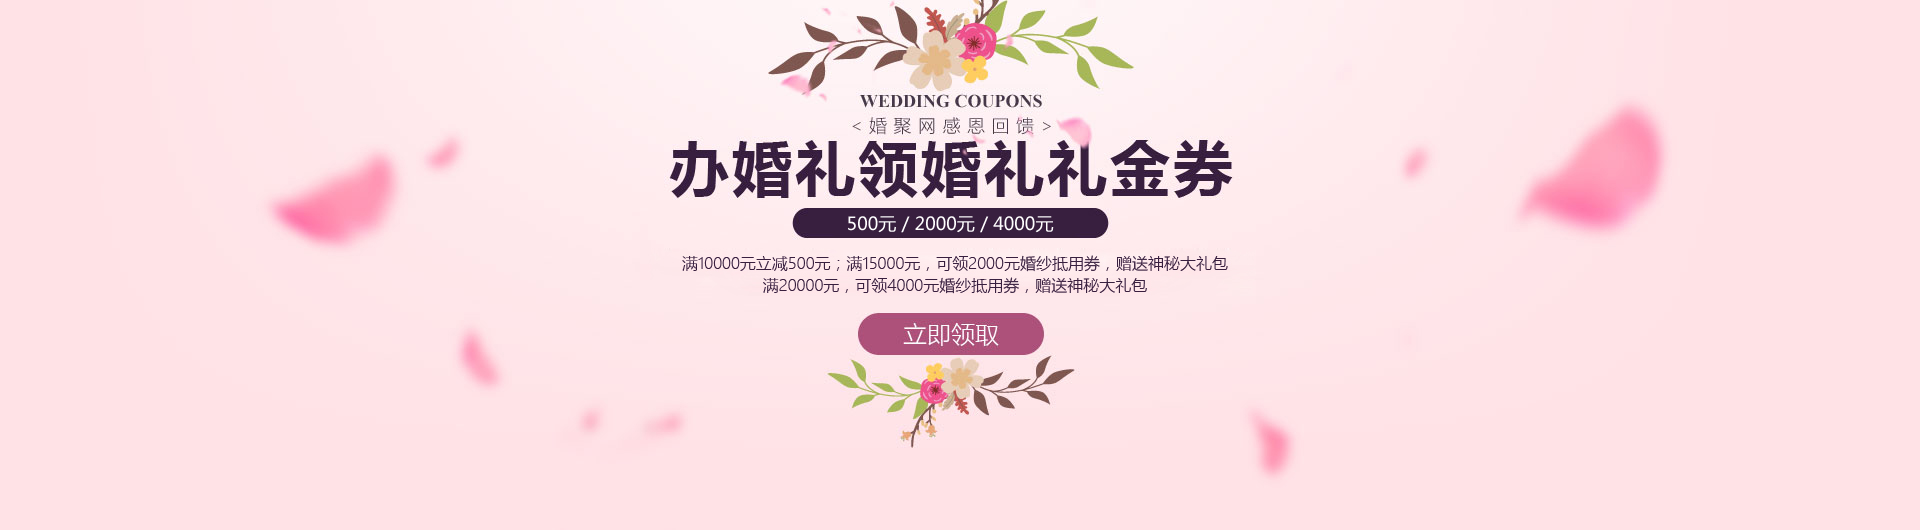 WEDDING COUPONS
<婚聚网感恩回馈>
办婚礼领婚礼礼金券
500元 / 2000元 / 4000元
满10000元立减500元；满15000元，可领2000元婚纱抵用券，赠送神秘大礼包
满20000元，可领4000元婚纱抵用券，赠送神秘大礼包
立即领取